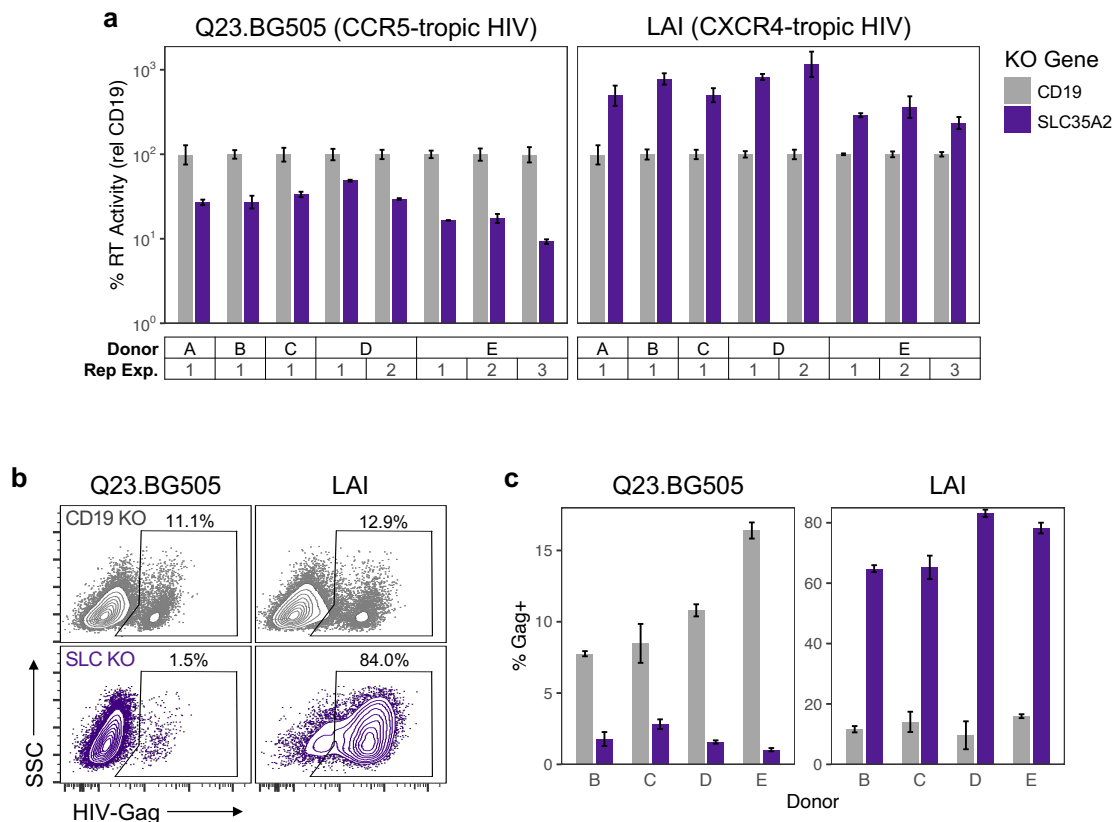 a
Q23.BG505 (CCR5-tropic HIV) LAI (CXCR4-tropic HIV)
% RT Activity (rel CD19)
10³
10²
10¹
10⁰
KO Gene
CD19
SLC35A2
Donor A B C D E A B C D E
Rep Exp. 1 1 1 1 2 1 2 3 1 1 1 1 2 1 2 3
b
Q23.BG505 LAI
CD19 KO 11.1% 12.9%
SLC KO 1.5% 84.0%
SSC
HIV-Gag
c
Q23.BG505 LAI
% Gag+
15
10
5
0
80
60
40
20
0
B C D E B C D E
Donor